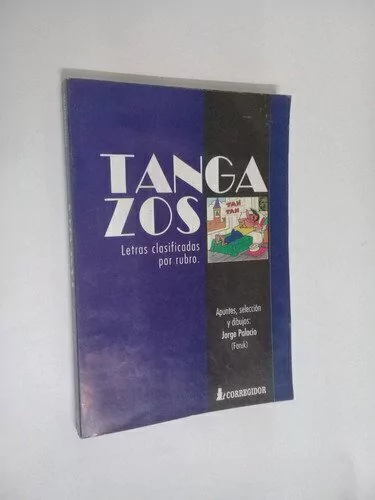 TANGA
ZOS
TAN
TAN
Letras clasificadas
por rubro.
Apuntes, selección
y dibujos:
Jorge Palacio
(Faruk)
CORREGIDOR